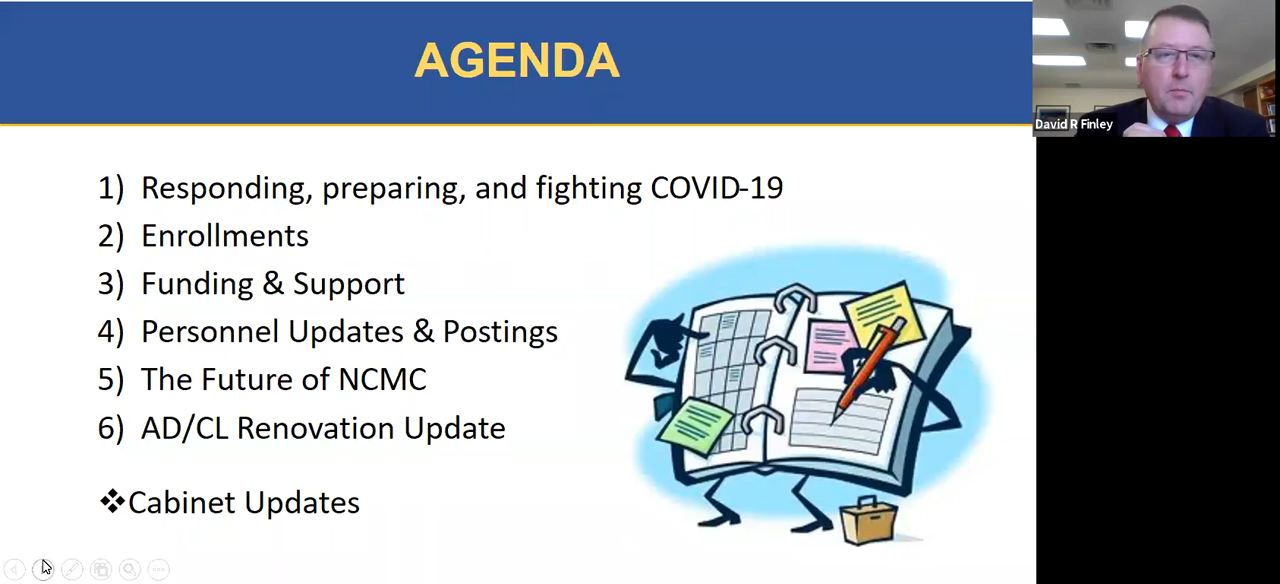 AGENDA
David R Finley
1) Responding, preparing, and fighting COVID-19
2) Enrollments
3) Funding & Support
4) Personnel Updates & Postings
5) The Future of NCMC
6) AD/CL Renovation Update
❖Cabinet Updates